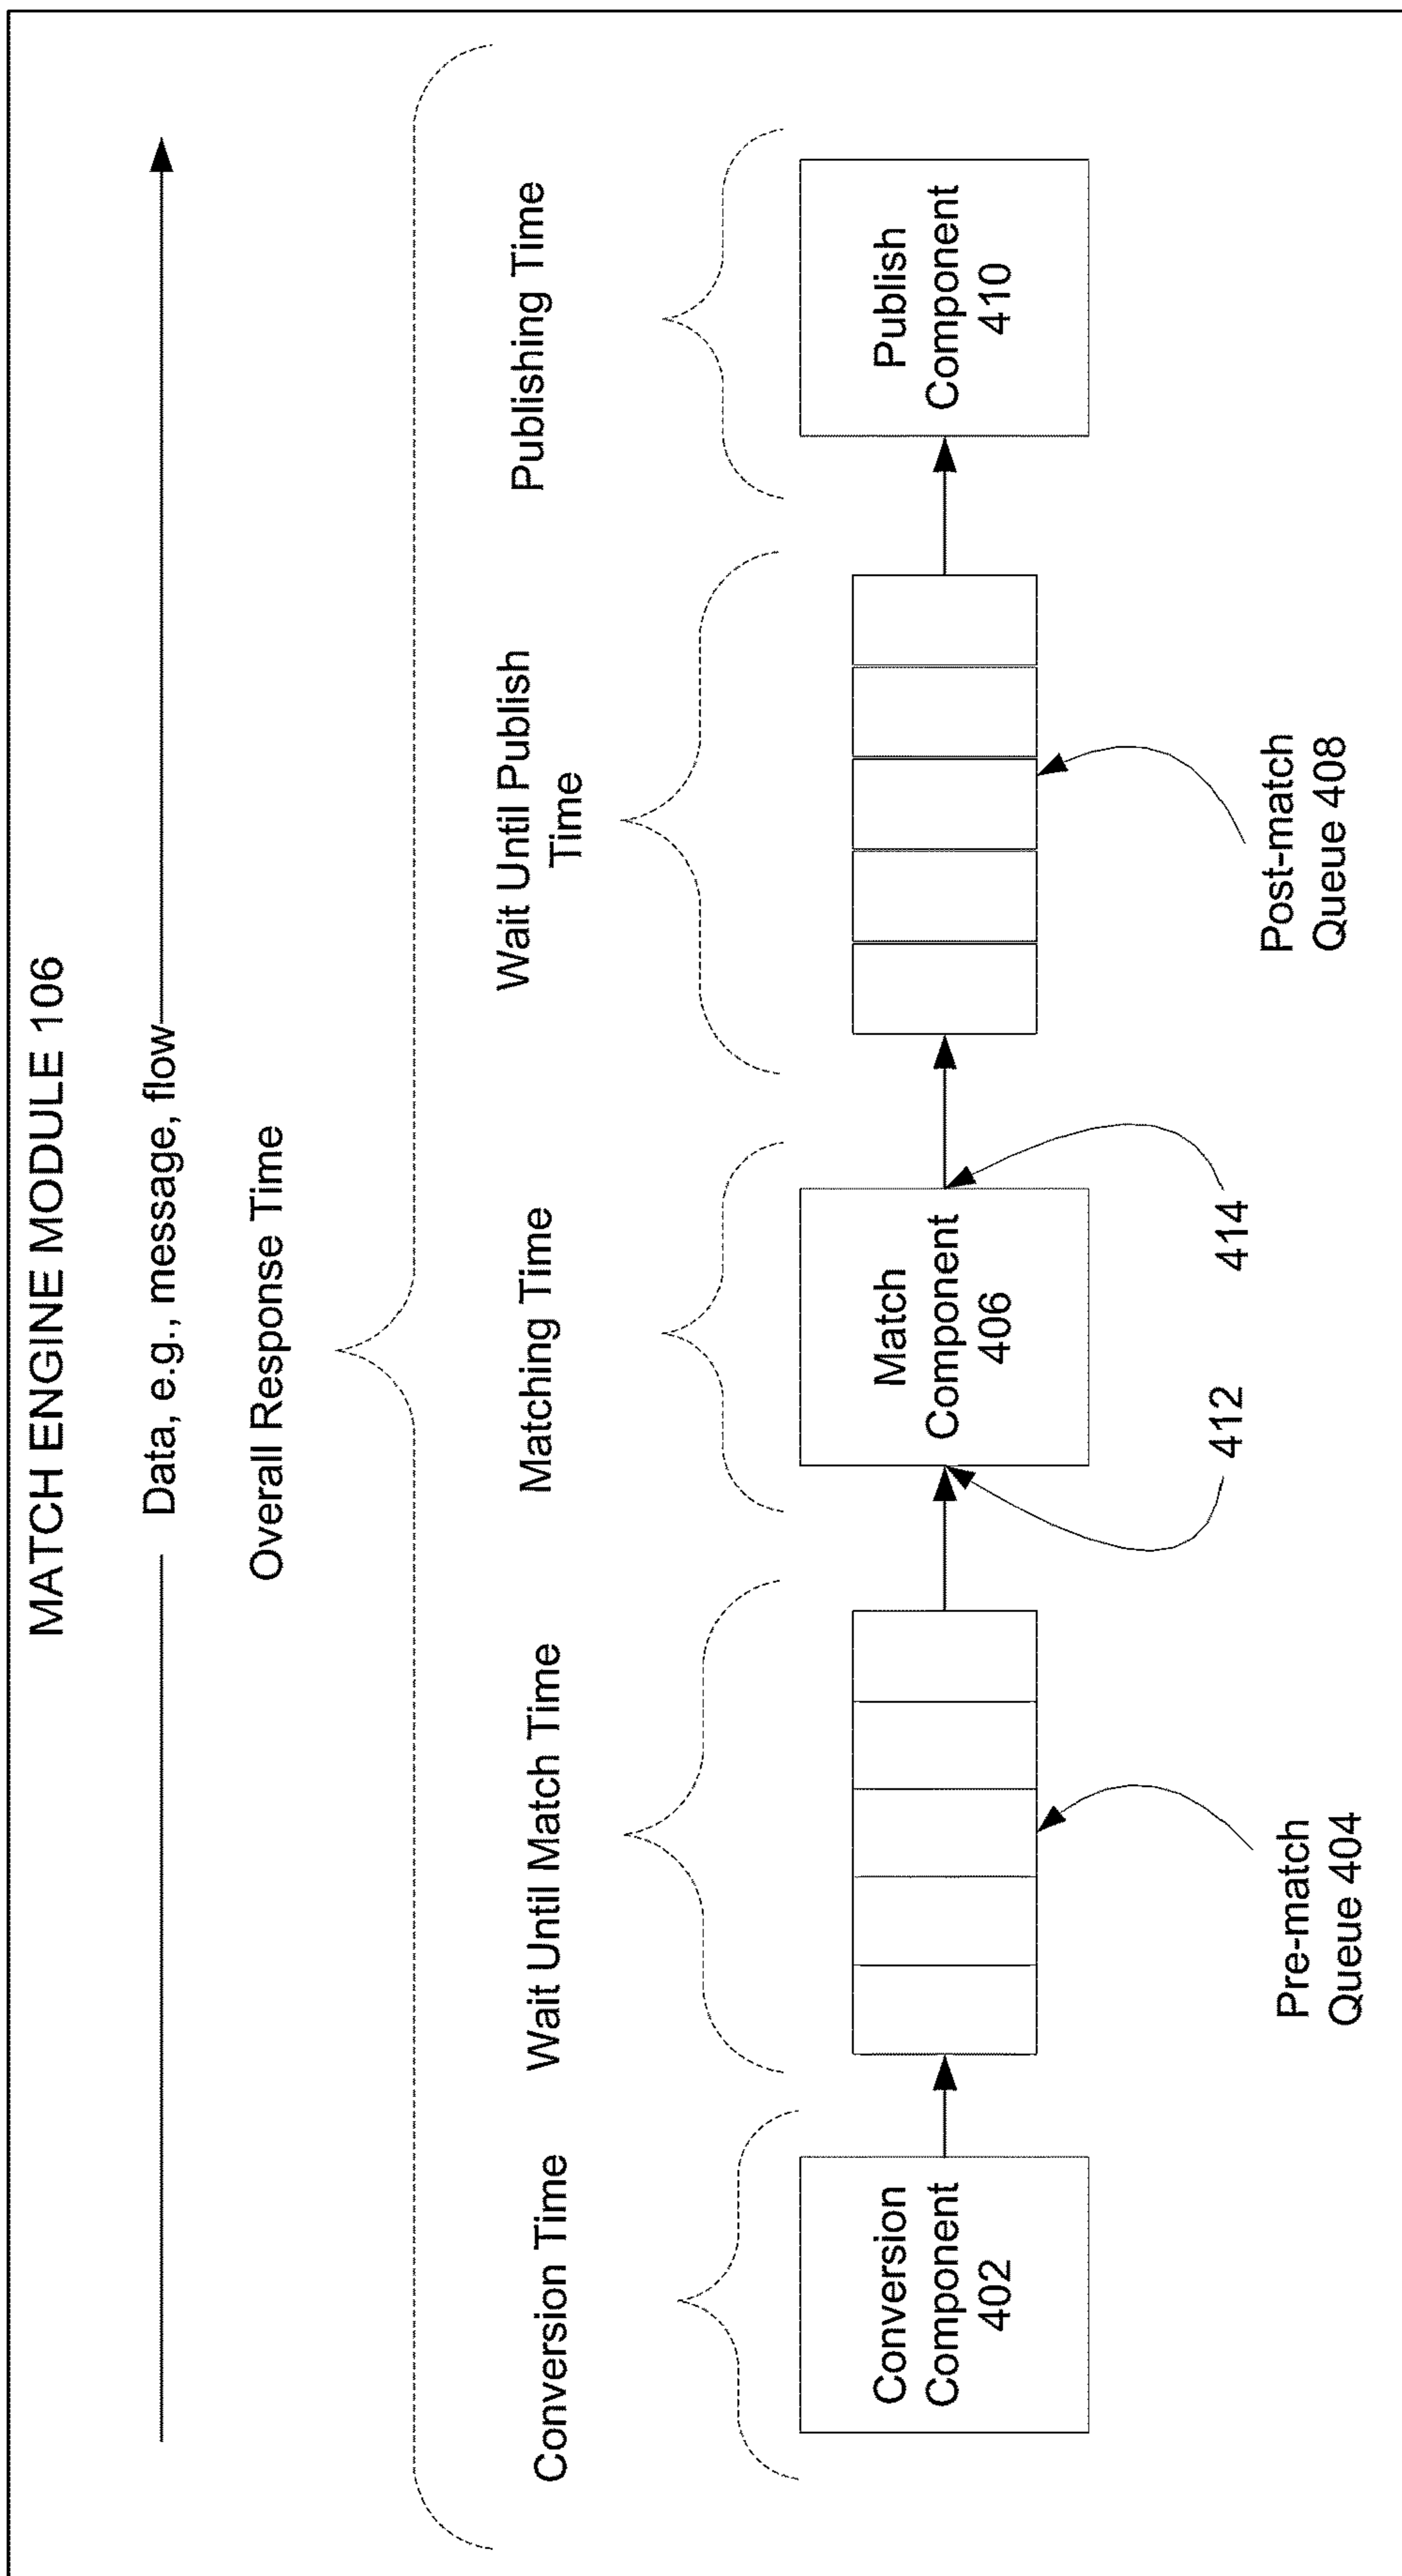 MATCH ENGINE MODULE 106
Data, e.g., message, flow
Overall Response Time
Conversion Time
Wait Until Match Time
Matching Time
Wait Until Publish
Time
Publishing Time
Conversion
Component
402
Match
Component
406
Publish
Component
410
412
414
Pre-match
Queue 404
Post-match
Queue 408